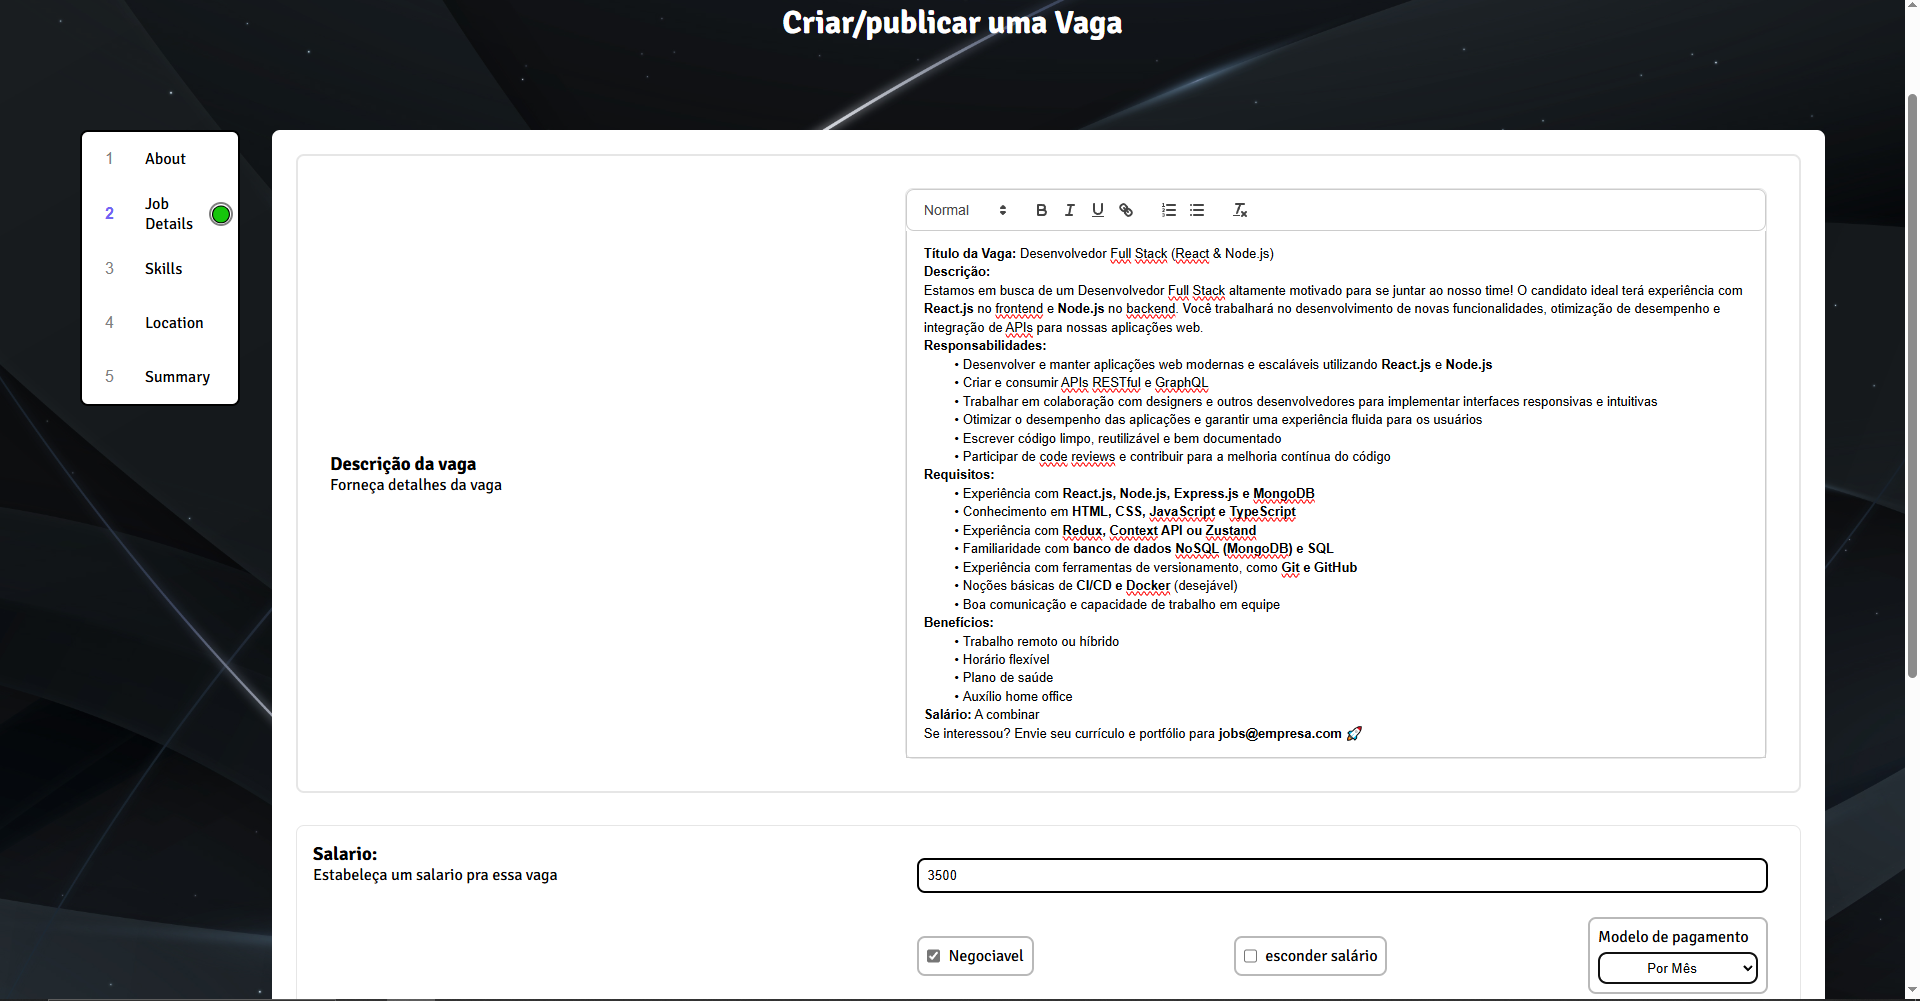 Criar/publicar uma Vaga
1 About
2 Job Details
3 Skills
4 Location
5 Summary
Descrição da vaga
Forneça detalhes da vaga
Normal
Título da Vaga: Desenvolvedor Full Stack (React & Node.js)
Descrição:
Estamos em busca de um Desenvolvedor Full Stack altamente motivado para se juntar ao nosso time! O candidato ideal terá experiência com
React.js no frontend e Node.js no backend. Você trabalhará no desenvolvimento de novas funcionalidades, otimização de desempenho e
integração de APIs para nossas aplicações web.
Responsabilidades:
• Desenvolver e manter aplicações web modernas e escaláveis utilizando React.js e Node.js
• Criar e consumir APIs RESTful e GraphQL
• Trabalhar em colaboração com designers e outros desenvolvedores para implementar interfaces responsivas e intuitivas
• Otimizar o desempenho das aplicações e garantir uma experiência fluida para os usuários
• Escrever código limpo, reutilizável e bem documentado
• Participar de code reviews e contribuir para a melhoria contínua do código
Requisitos:
• Experiência com React.js, Node.js, Express.js e MongoDB
• Conhecimento em HTML, CSS, JavaScript e TypeScript
• Experiência com Redux, Context API ou Zustand
• Familiaridade com banco de dados NoSQL (MongoDB) e SQL
• Experiência com ferramentas de versionamento, como Git e GitHub
• Noções básicas de CI/CD e Docker (desejável)
• Boa comunicação e capacidade de trabalho em equipe
Benefícios:
• Trabalho remoto ou híbrido
• Horário flexível
• Plano de saúde
• Auxílio home office
Salário: A combinar
Se interessou? Envie seu currículo e portfólio para jobs@empresa.com 🚀
Salario:
Estabeleça um salario pra essa vaga
3500
Negociavel
esconder salário
Modelo de pagamento
Por Mês